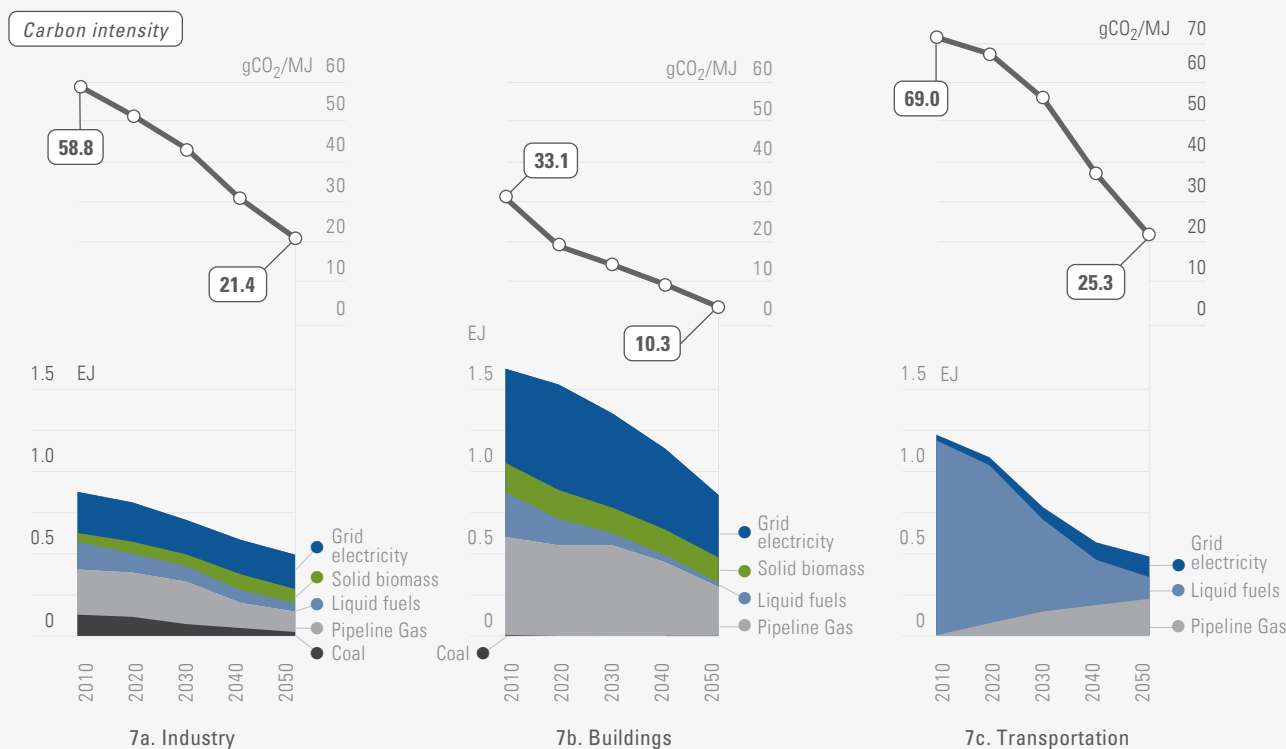 Carbon intensity
gCO2/MJ 60
50
40
30
20
10
0
58.8
21.4
1.5 EJ
1.0
0.5
0
Grid
electricity
Solid biomass
Liquid fuels
Pipeline Gas
Coal
2010
2020
2030
2040
2050
7a. Industry
gCO2/MJ 60
50
40
30
20
10
0
33.1
10.3
EJ
1.5
1.0
0.5
0
Grid
electricity
Solid biomass
Liquid fuels
Pipeline Gas
Coal
2010
2020
2030
2040
2050
7b. Buildings
gCO2/MJ 70
60
50
40
30
20
10
0
69.0
25.3
1.5 EJ
1.0
0.5
0
Grid
electricity
Liquid fuels
Pipeline Gas
2010
2020
2030
2040
2050
7c. Transportation